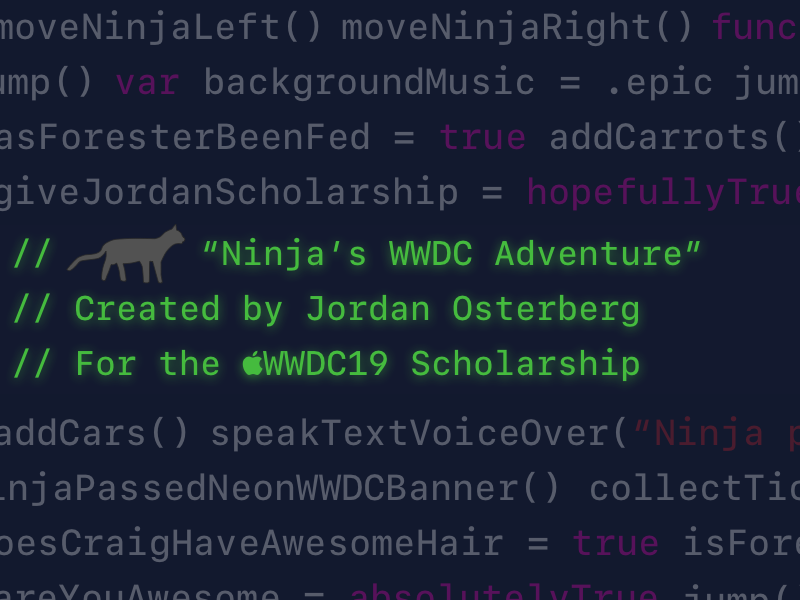 moveNinjaLeft() moveNinjaRight() func
ump() var backgroundMusic = .epic jum
asForesterBeenFed = true addCarrots()
giveJordanScholarship = hopefullyTrue
// “Ninja’s WWDC Adventure”
// Created by Jordan Osterberg
// For the WWDC19 Scholarship
addCars() speakTextVoiceOver(“Ninja p
injaPassedNeonWWDCBanner() collectTic
oesCraigHaveAwesomeHair = true isFore
areYouAwesome = absolutelyTrue jump(